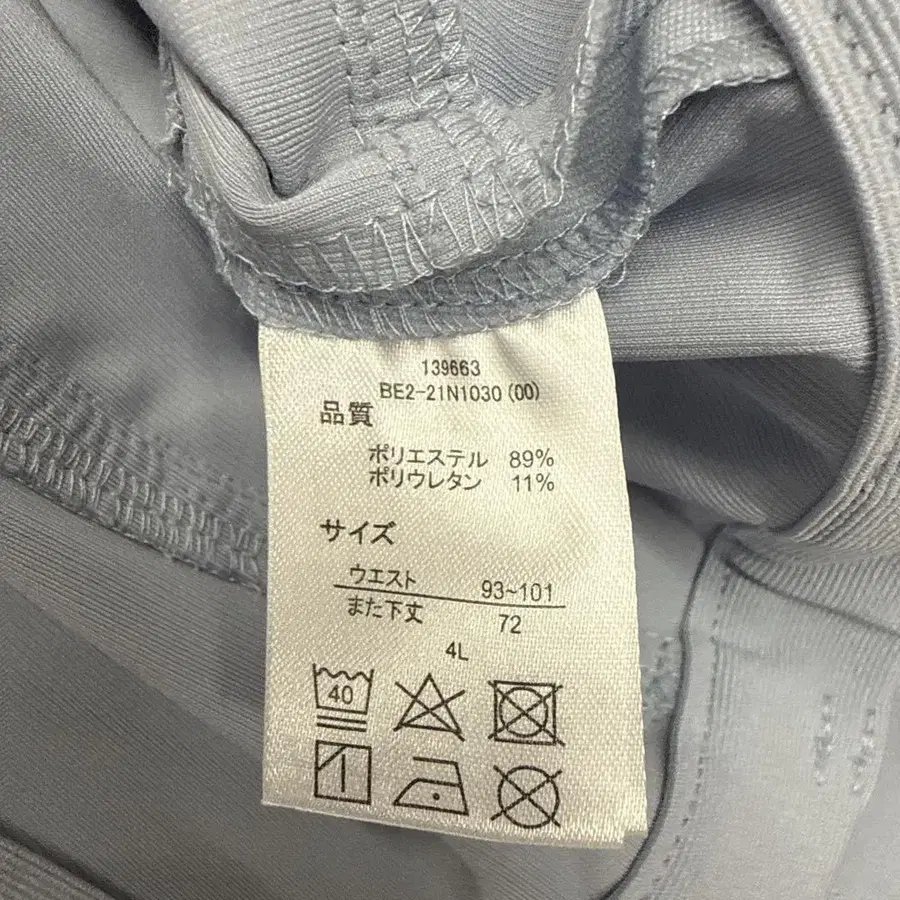 139663
BE2-21N1030(00)
品質
ポリエステル 89%
ポリウレタン 11%
サイズ
ウエスト 93~101
また下丈 72
4L
40